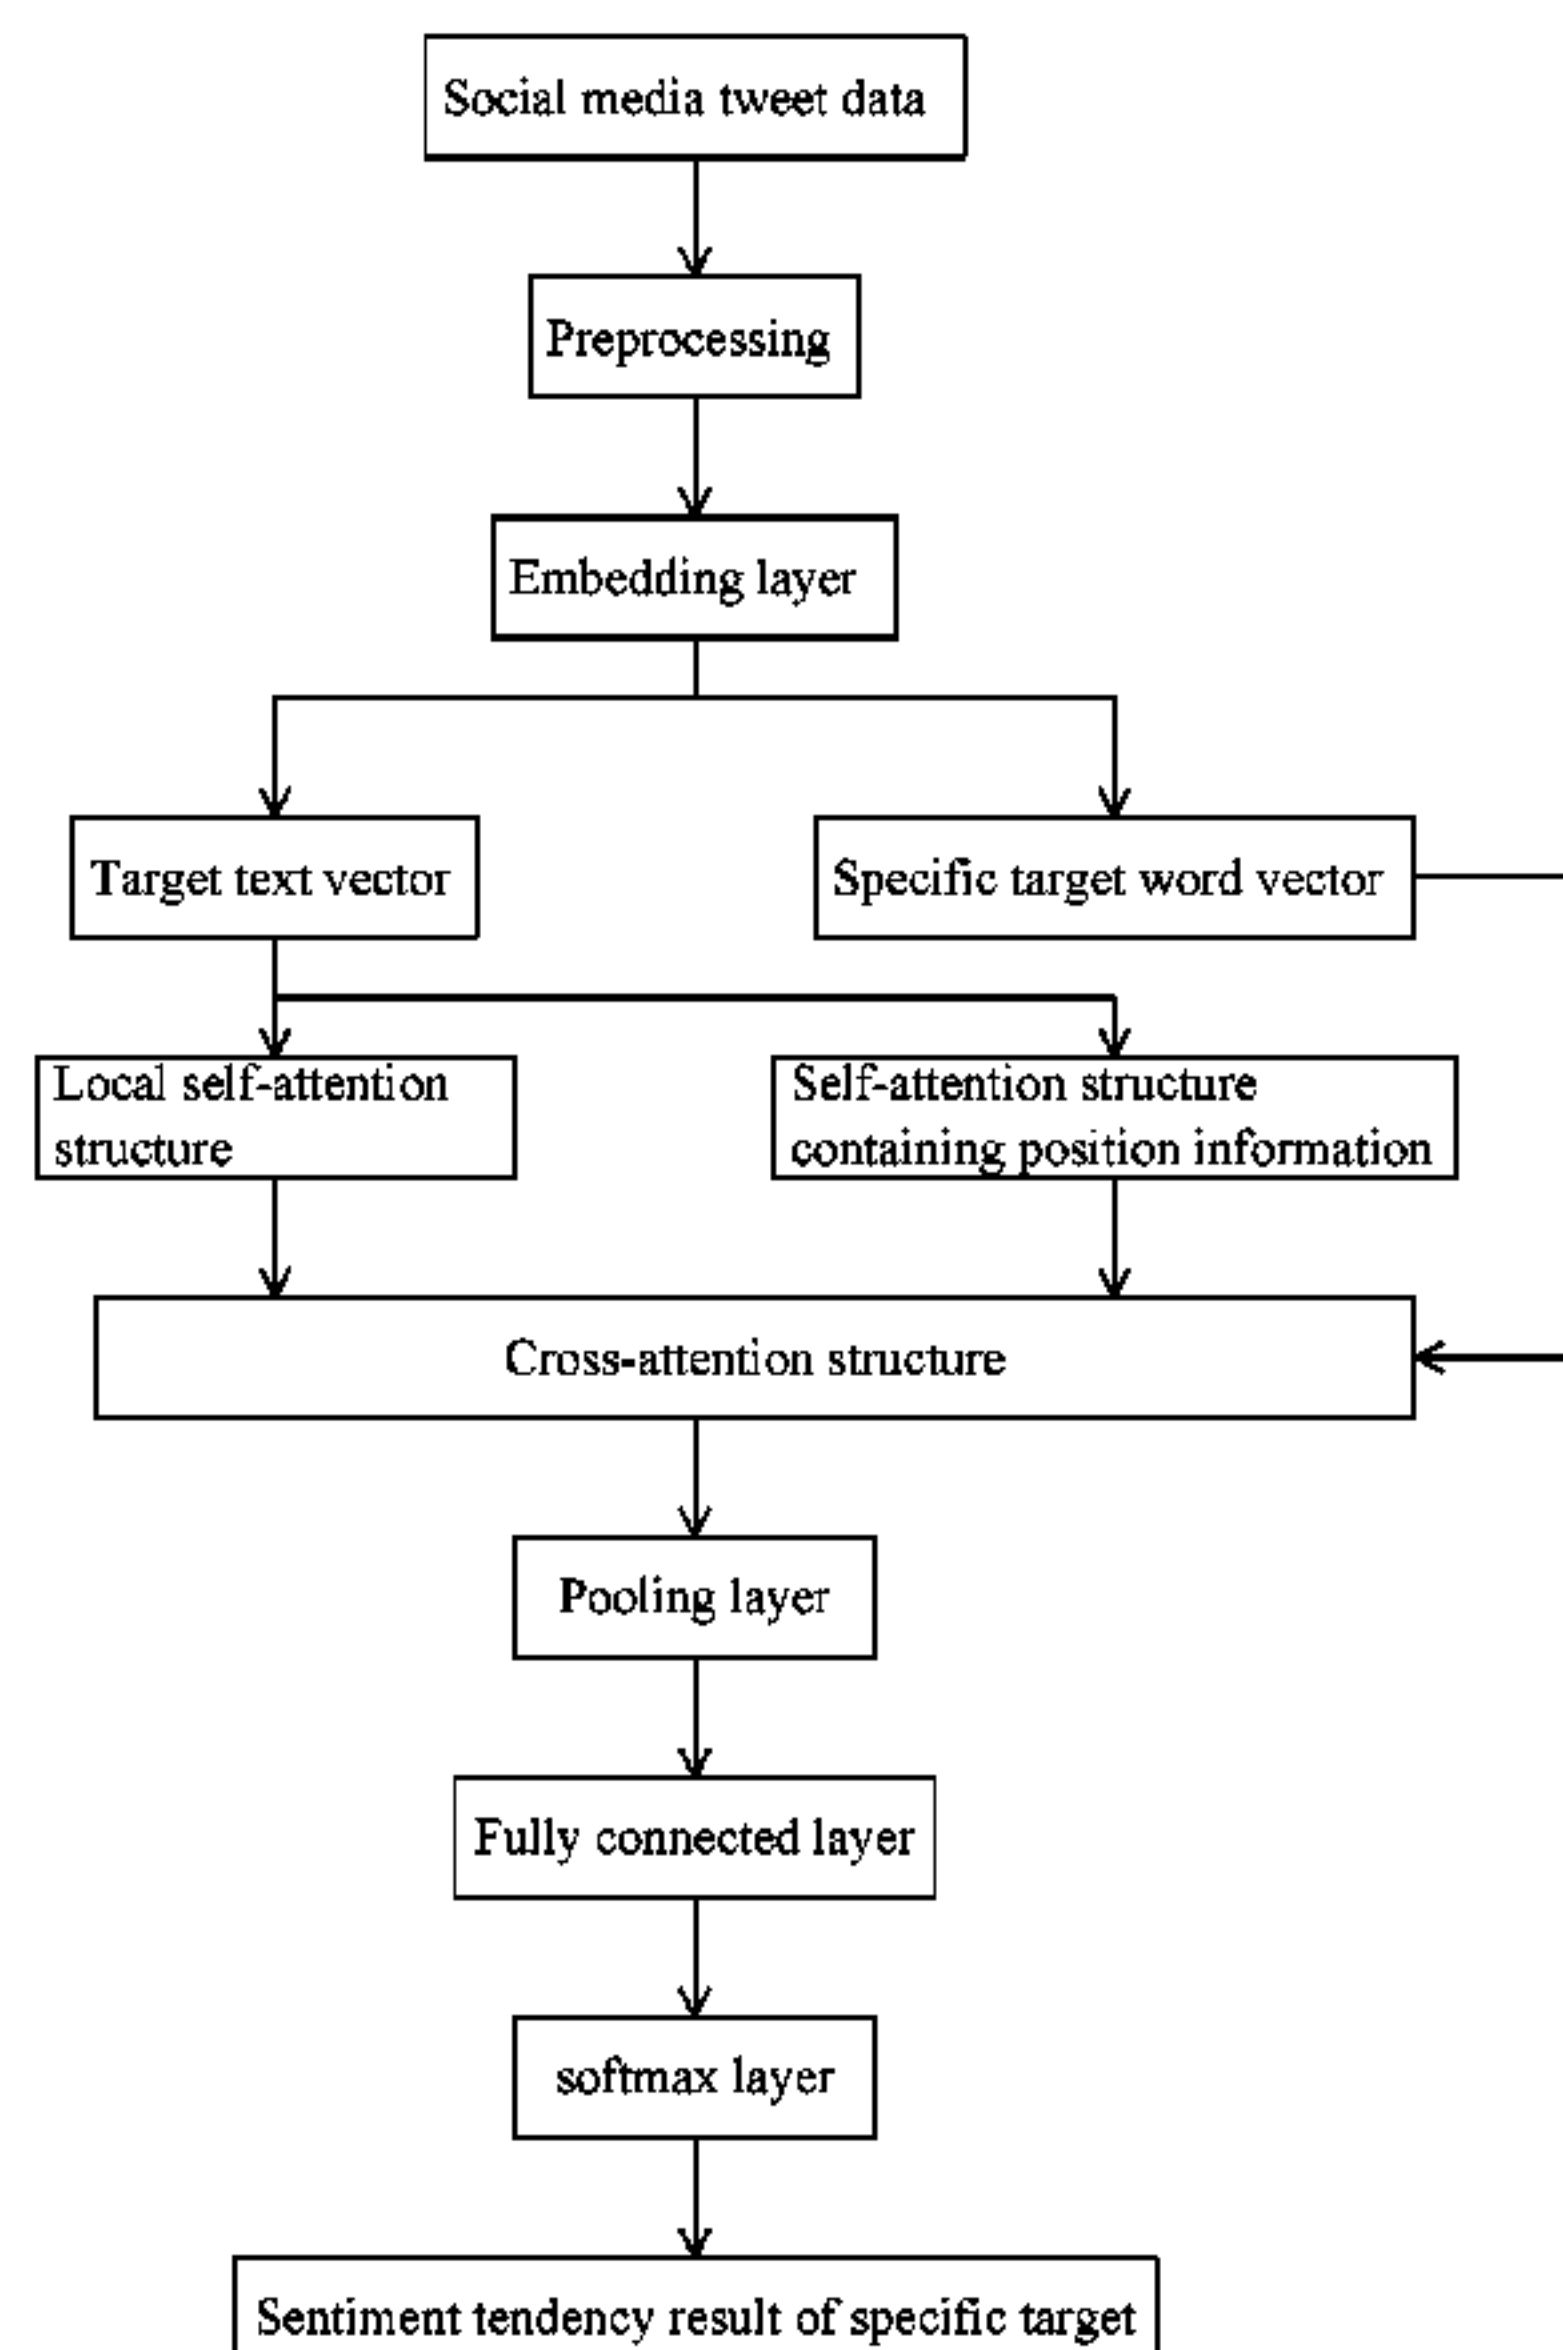 Social media tweet data
Preprocessing
Embedding layer
Target text vector
Specific target word vector
Local self-attention
structure
Self-attention structure
containing position information
Cross-attention structure
Pooling layer
Fully connected layer
softmax layer
Sentiment tendency result of specific target